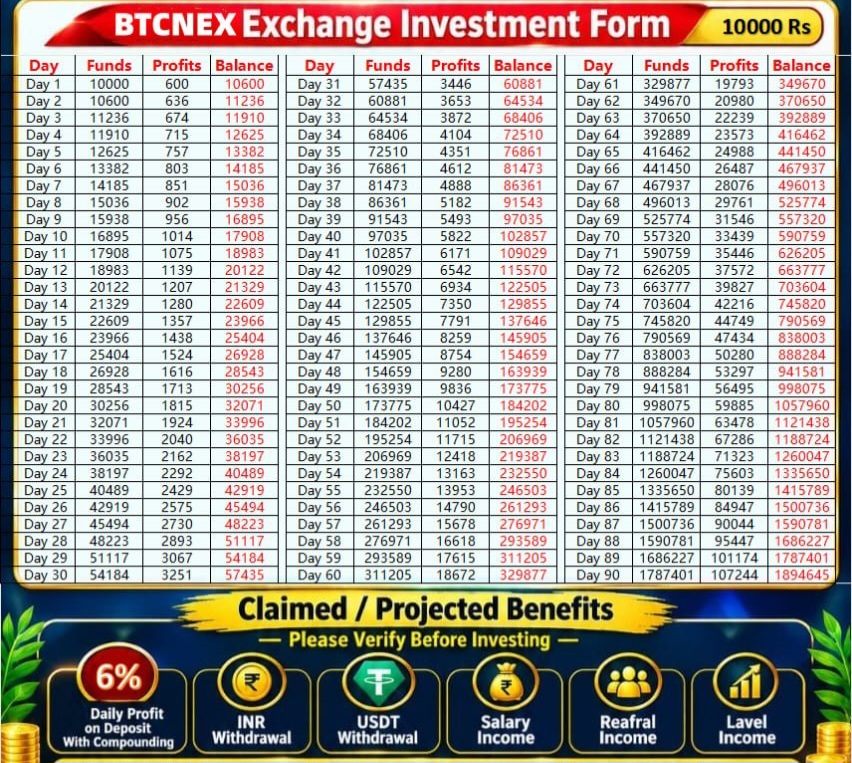 BTCNEX Exchange Investment Form 10000 Rs
Day Funds Profits Balance Day Funds Profits Balance Day Funds Profits Balance
Day 1 10000 600 10600 Day 31 57435 3446 60881 Day 61 329877 19793 349670
Day 2 10600 636 11236 Day 32 60881 3653 64534 Day 62 349670 20980 370650
Day 3 11236 674 11910 Day 33 64534 3872 68406 Day 63 370650 22239 392889
Day 4 11910 715 12625 Day 34 68406 4104 72510 Day 64 392889 23573 416462
Day 5 12625 757 13382 Day 35 72510 4351 76861 Day 65 416462 24988 441450
Day 6 13382 803 14185 Day 36 76861 4612 81473 Day 66 441450 26487 467937
Day 7 14185 851 15036 Day 37 81473 4888 86361 Day 67 467937 28076 496013
Day 8 15036 902 15938 Day 38 86361 5182 91543 Day 68 496013 29761 525774
Day 9 15938 956 16895 Day 39 91543 5493 97035 Day 69 525774 31546 557320
Day 10 16895 1014 17908 Day 40 97035 5822 102857 Day 70 557320 33439 590759
Day 11 17908 1075 18983 Day 41 102857 6171 109029 Day 71 590759 35446 626205
Day 12 18983 1139 20122 Day 42 109029 6542 115570 Day 72 626205 37572 663777
Day 13 20122 1207 21329 Day 43 115570 6934 122505 Day 73 663777 39827 703604
Day 14 21329 1280 22609 Day 44 122505 7350 129855 Day 74 703604 42216 745820
Day 15 22609 1357 23966 Day 45 129855 7791 137646 Day 75 745820 44749 790569
Day 16 23966 1438 25404 Day 46 137646 8259 145905 Day 76 790569 47434 838003
Day 17 25404 1524 26928 Day 47 145905 8754 154659 Day 77 838003 50280 888284
Day 18 26928 1616 28543 Day 48 154659 9280 163939 Day 78 888284 53297 941581
Day 19 28543 1713 30256 Day 49 163939 9836 173775 Day 79 941581 56495 998075
Day 20 30256 1815 32071 Day 50 173775 10427 184202 Day 80 998075 59885 1057960
Day 21 32071 1924 33996 Day 51 184202 11052 195254 Day 81 1057960 63478 1121438
Day 22 33996 2040 36035 Day 52 195254 11715 206969 Day 82 1121438 67286 1188724
Day 23 36035 2162 38197 Day 53 206969 12418 219387 Day 83 1188724 71323 1260047
Day 24 38197 2292 40489 Day 54 219387 13163 232550 Day 84 1260047 75603 1335650
Day 25 40489 2429 42919 Day 55 232550 13953 246503 Day 85 1335650 80139 1415789
Day 26 42919 2575 45494 Day 56 246503 14790 261293 Day 86 1415789 84947 1500736
Day 27 45494 2730 48223 Day 57 261293 15678 276971 Day 87 1500736 90044 1590781
Day 28 48223 2893 51117 Day 58 276971 16618 293589 Day 88 1590781 95447 1686227
Day 29 51117 3067 54184 Day 59 293589 17615 311205 Day 89 1686227 101174 1787401
Day 30 54184 3251 57435 Day 60 311205 18672 329877 Day 90 1787401 107244 1894645
Claimed / Projected Benefits
Please Verify Before Investing
6%
Daily Profit
on Deposit
With Compounding
₹
INR
Withdrawal
USDT
Withdrawal
₹
Salary
Income
Reafral
Income
Lavel
Income